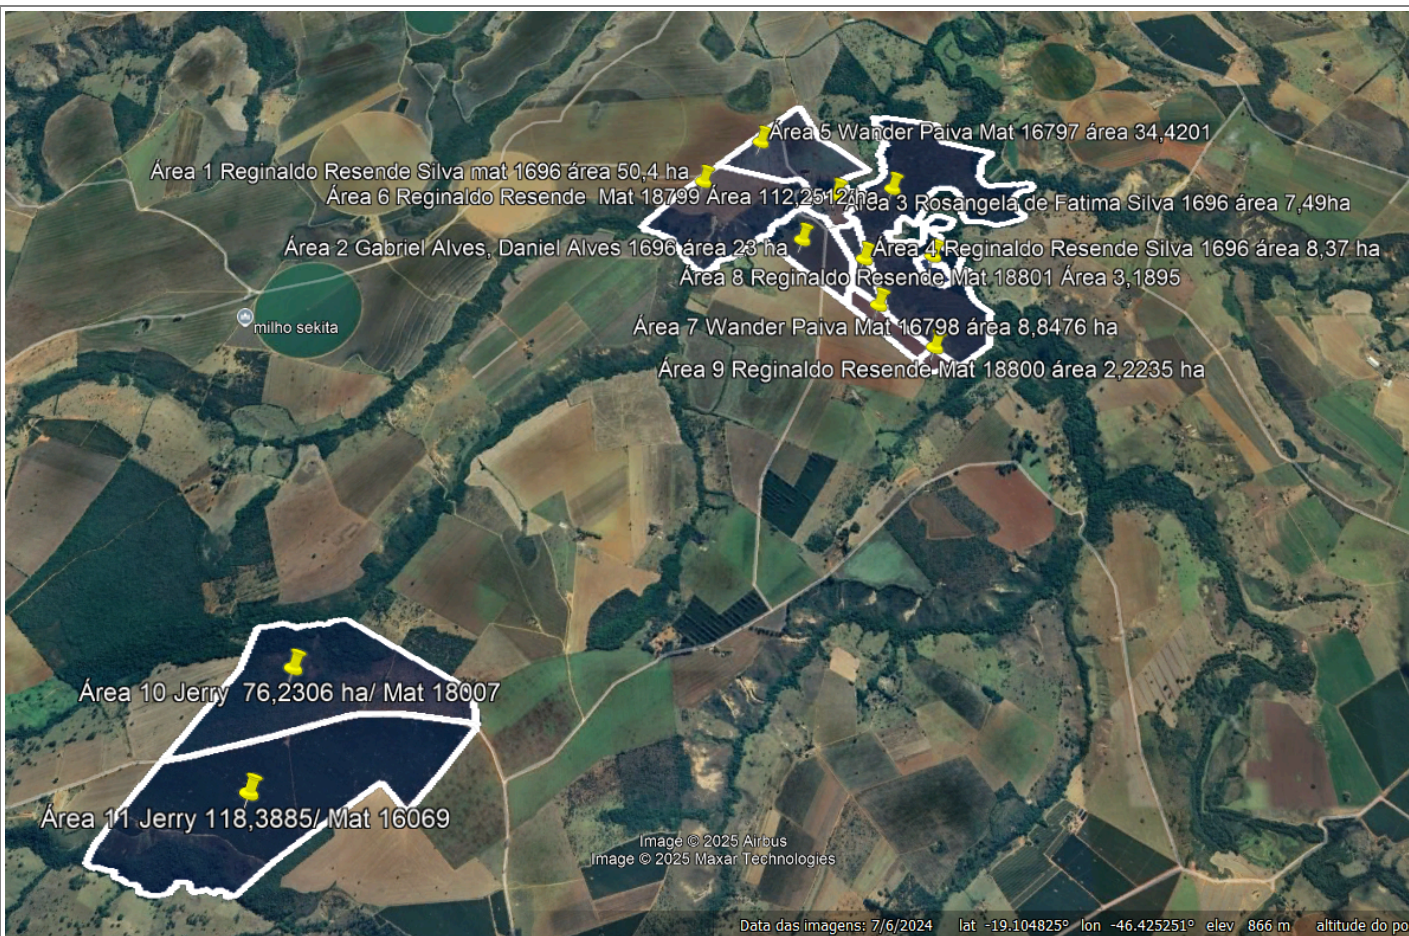 Área 5 Wander Paiva Mat 16797 área 34,4201
Área 1 Reginaldo Resende Silva mat 1696 área 50,4 ha
Área 6 Reginaldo Resende  Mat 18799 Área 112,2512 ha
Área 3 Rosangela de Fatima Silva 1696 área 7,49ha
Área 2 Gabriel Alves, Daniel Alves 1696 área 23 ha
Área 4 Reginaldo Resende Silva 1696 área 8,37 ha
Área 8 Reginaldo Resende Mat 18801 Área 3,1895
milho sekita
Área 7 Wander Paiva Mat 16798 área 8,8476 ha
Área 9 Reginaldo Resende Mat 18800 área 2,2235 ha
Área 10 Jerry  76,2306 ha/ Mat 18007
Área 11 Jerry 118,3885/ Mat 16069
Image © 2025 Airbus
Image © 2025 Maxar Technologies
Data das imagens: 7/6/2024 lat -19.104825° lon -46.425251° elev 866 m altitude do po